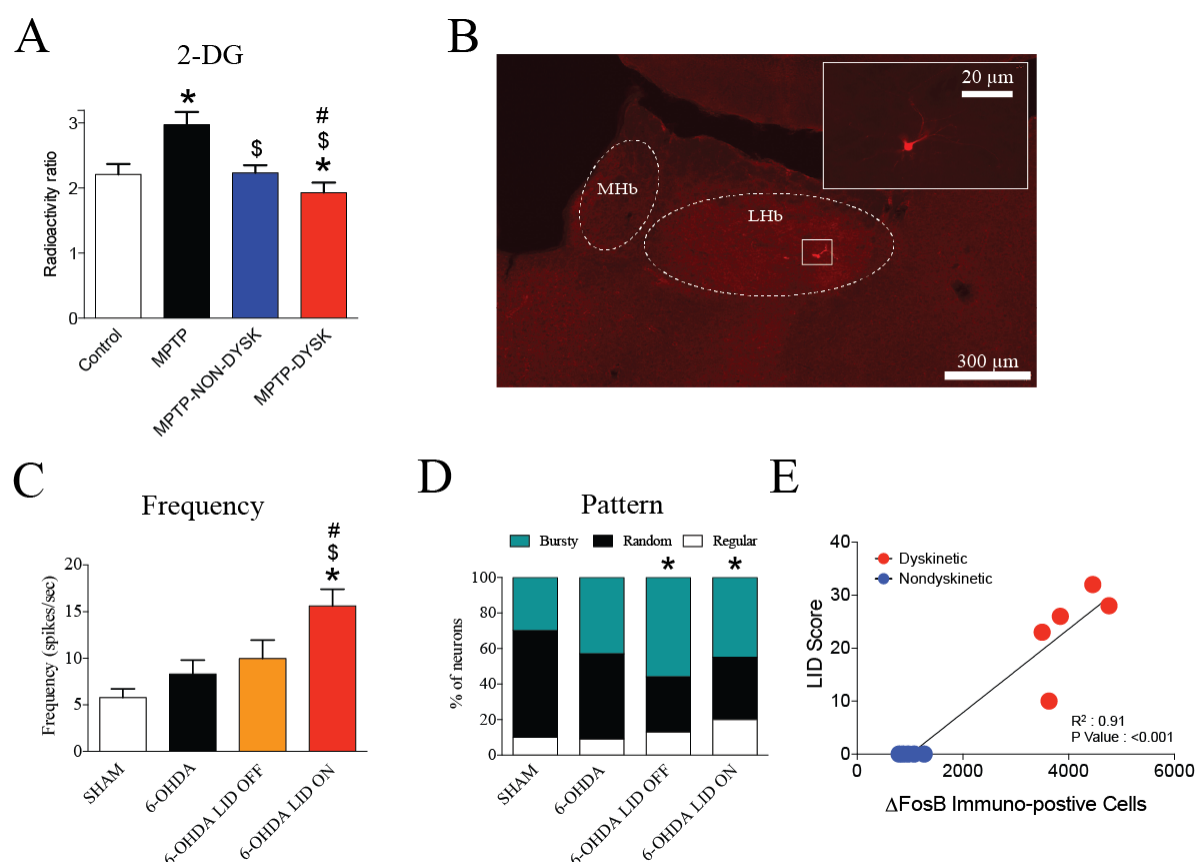 A
2-DG
Radioactivity ratio
3
2
1
0
*
$
#
$
*
Control
MPTP
MPTP-NON-DYSK
MPTP-DYSK
B
20 µm
MHb
LHb
300 µm
C
Frequency
Frequency (spikes/sec)
20
15
10
5
0
#
$
*
SHAM
6-OHDA
6-OHDA LID OFF
6-OHDA LID ON
D
Pattern
Bursty Random Regular
* *
% of neurons
100
80
60
40
20
0
SHAM
6-OHDA
6-OHDA LID OFF
6-OHDA LID ON
E
LID Score
40
30
20
10
0
Dyskinetic
Nondyskinetic
R² : 0.91
P Value : <0.001
0 2000 4000 6000
ΔFosB Immuno-postive Cells